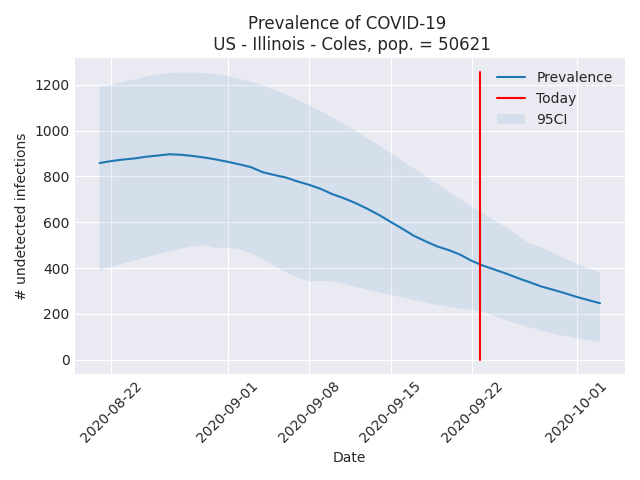 Prevalence of COVID-19
US - Illinois - Coles, pop. = 50621
Prevalence
Today
95CI
# undetected infections
1200
1000
800
600
400
200
0
2020-08-22
2020-09-01
2020-09-08
2020-09-15
2020-09-22
2020-10-01
Date